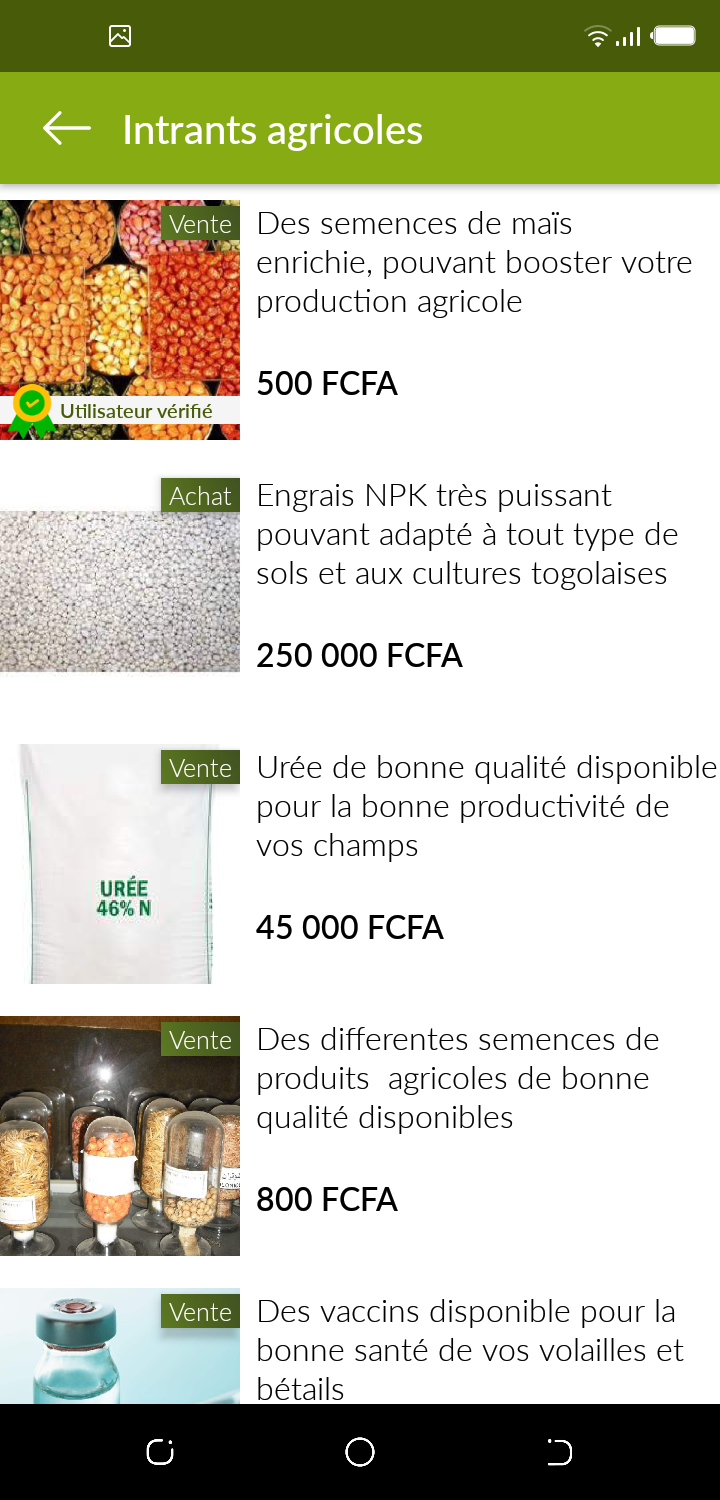 Intrants agricoles
Vente
Des semences de maïs
enrichie, pouvant booster votre
production agricole
500 FCFA
Utilisateur vérifié
Achat
Engrais NPK très puissant
pouvant adapté à tout type de
sols et aux cultures togolaises
250 000 FCFA
Vente
Urée de bonne qualité disponible
pour la bonne productivité de
vos champs
45 000 FCFA
URÉE
46% N
Vente
Des differentes semences de
produits  agricoles de bonne
qualité disponibles
800 FCFA
Vente
Des vaccins disponible pour la
bonne santé de vos volailles et
bétails